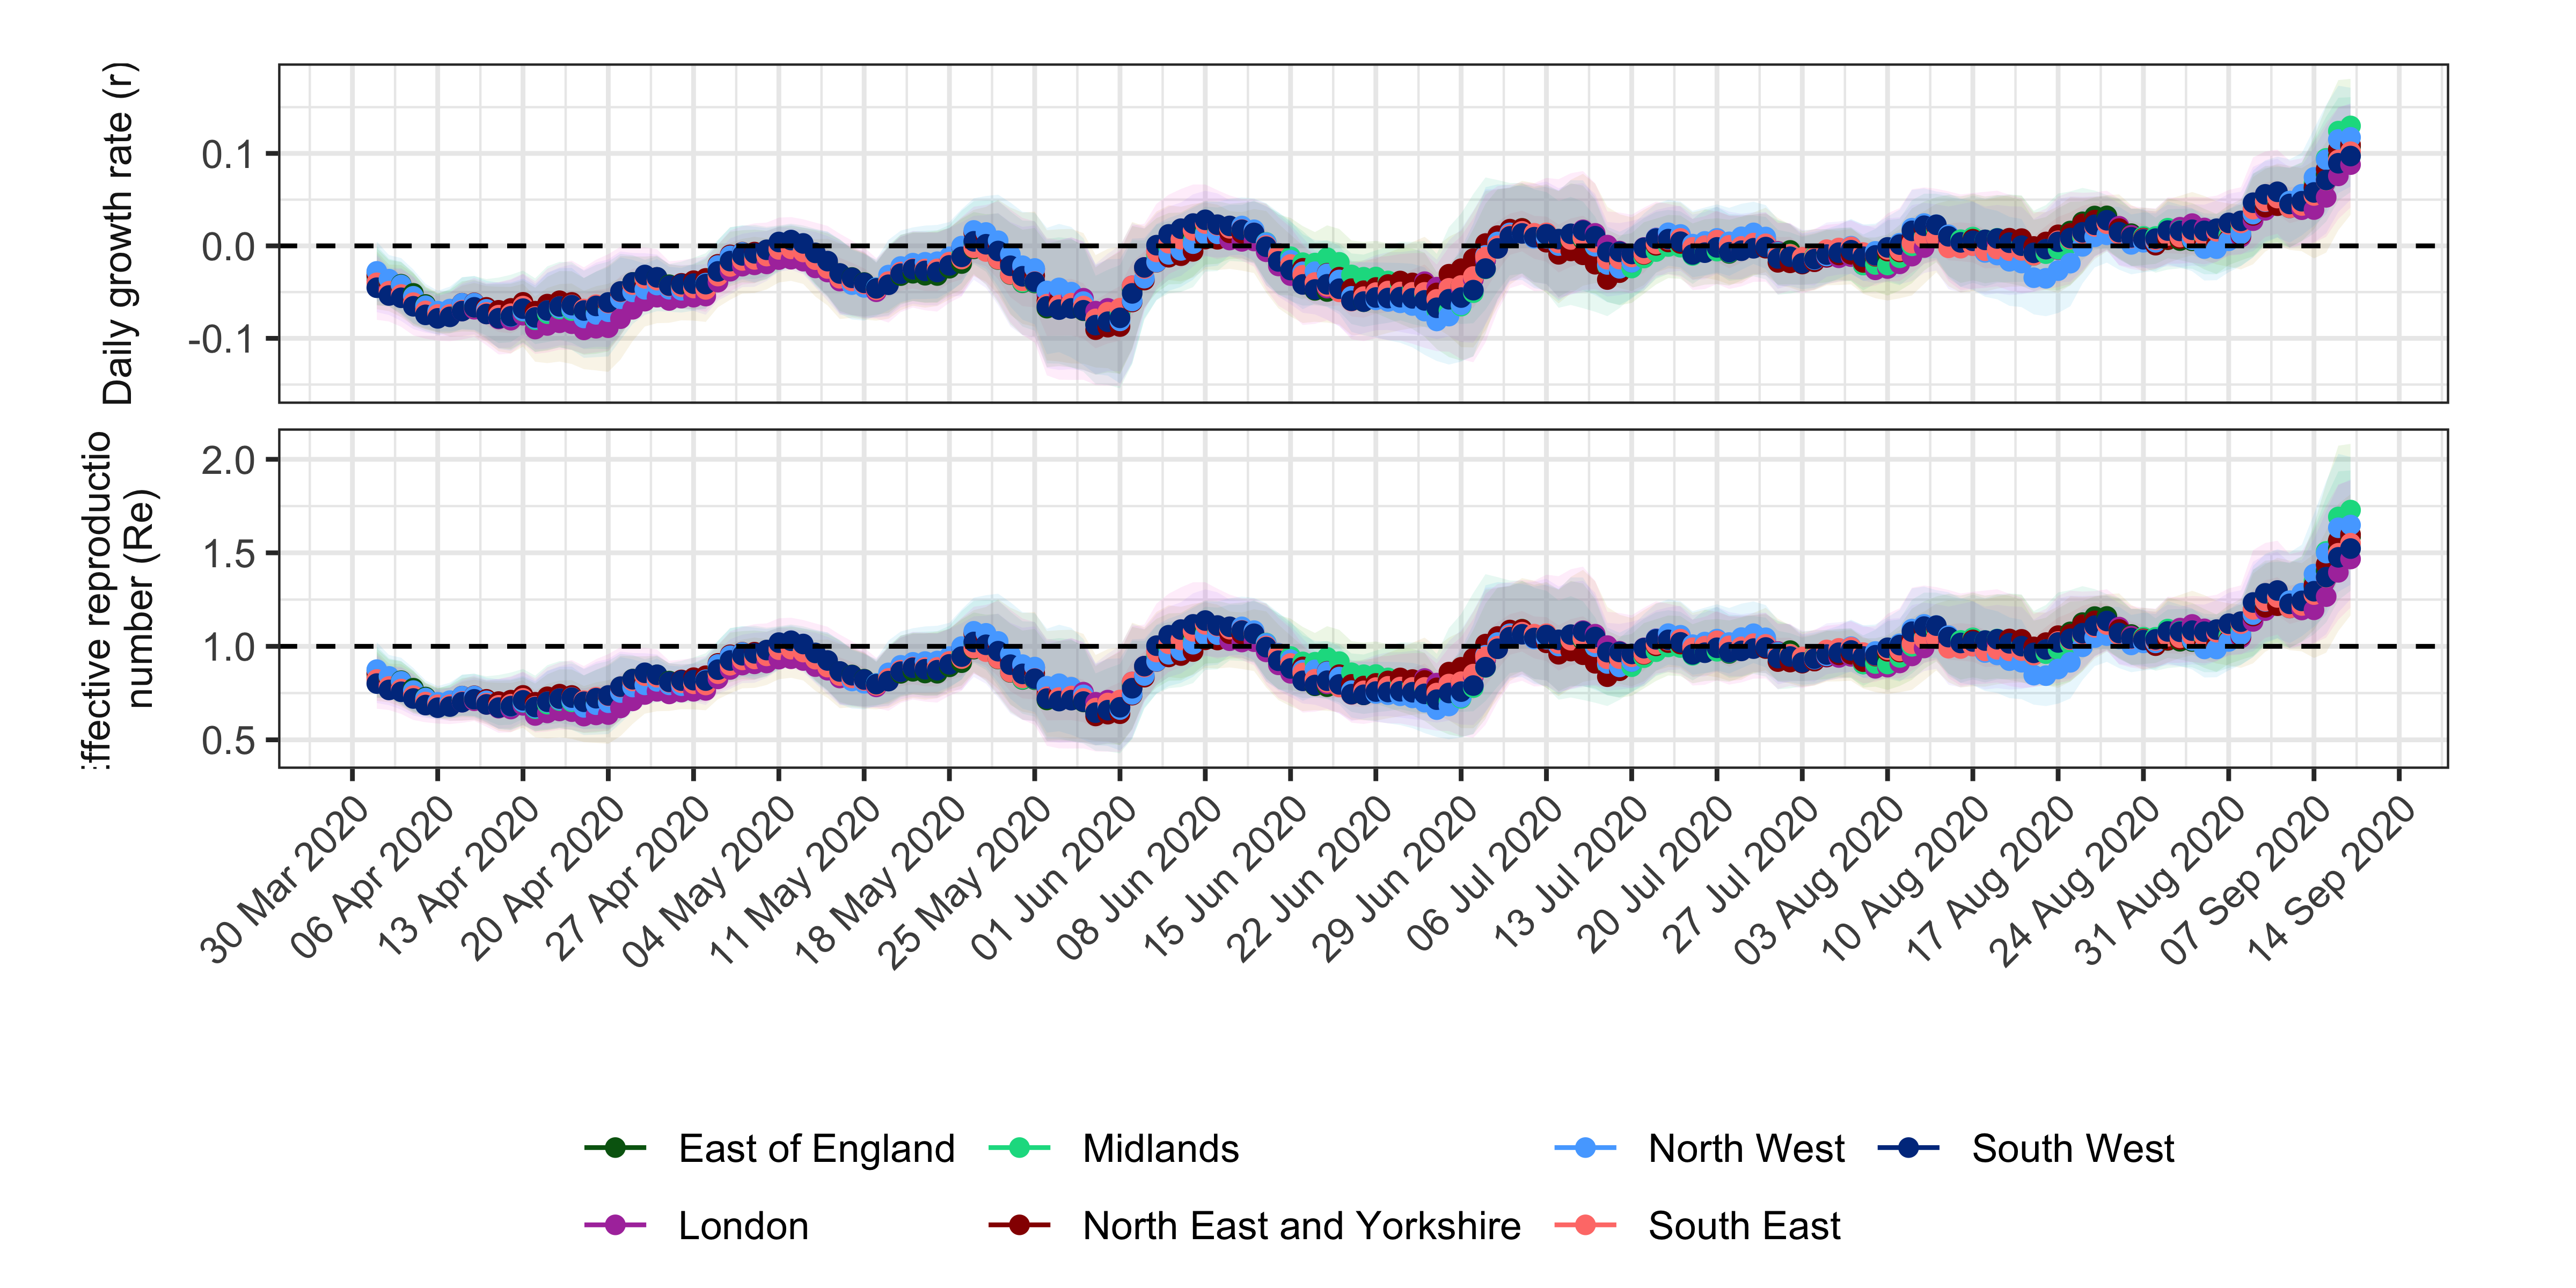 Daily growth rate (r)
0.1
0.0
-0.1
ffective reproductio
number (Re)
2.0
1.5
1.0
0.5
30 Mar 2020
06 Apr 2020
13 Apr 2020
20 Apr 2020
27 Apr 2020
04 May 2020
11 May 2020
18 May 2020
25 May 2020
01 Jun 2020
08 Jun 2020
15 Jun 2020
22 Jun 2020
29 Jun 2020
06 Jul 2020
13 Jul 2020
20 Jul 2020
27 Jul 2020
03 Aug 2020
10 Aug 2020
17 Aug 2020
24 Aug 2020
31 Aug 2020
07 Sep 2020
14 Sep 2020
East of England Midlands North West South West
London North East and Yorkshire South East